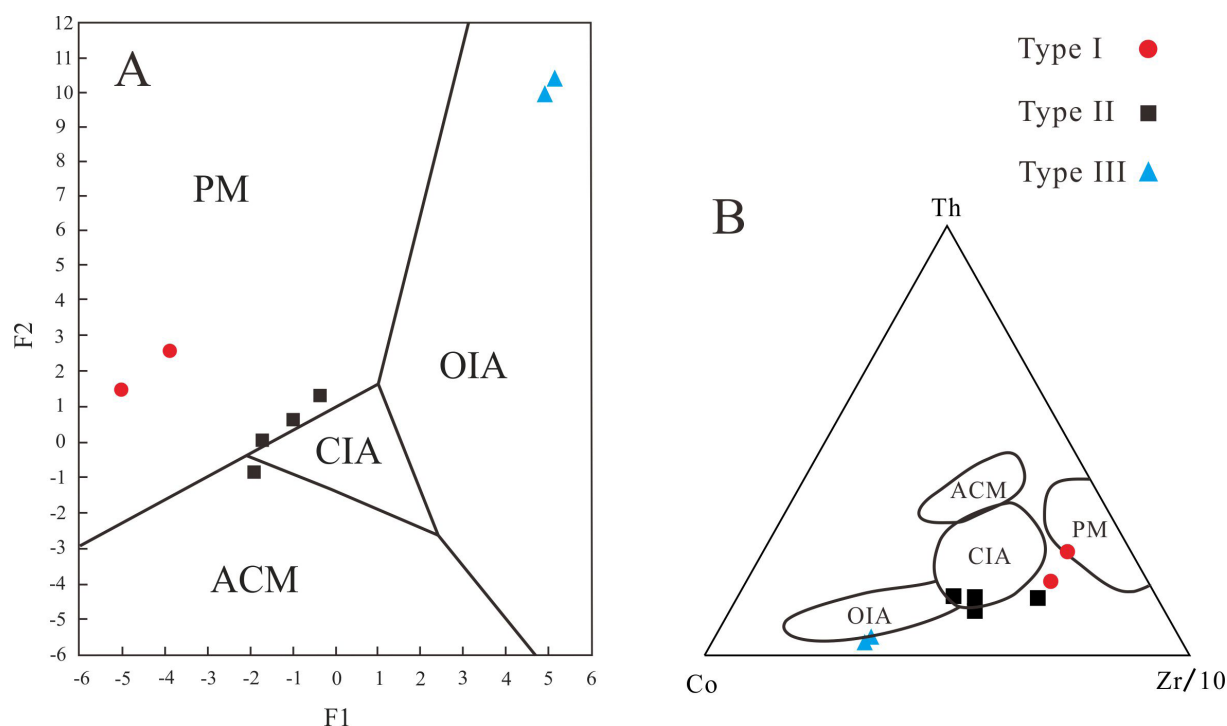 A
12
11
10
9
8
7
6
5
4
3
2
1
0
-1
-2
-3
-4
-5
-6
F2
PM
OIA
CIA
ACM
-6 -5 -4 -3 -2 -1 0 1 2 3 4 5 6
F1
Type I
Type II
Type III
B
Th
ACM
PM
CIA
OIA
Co
Zr/10